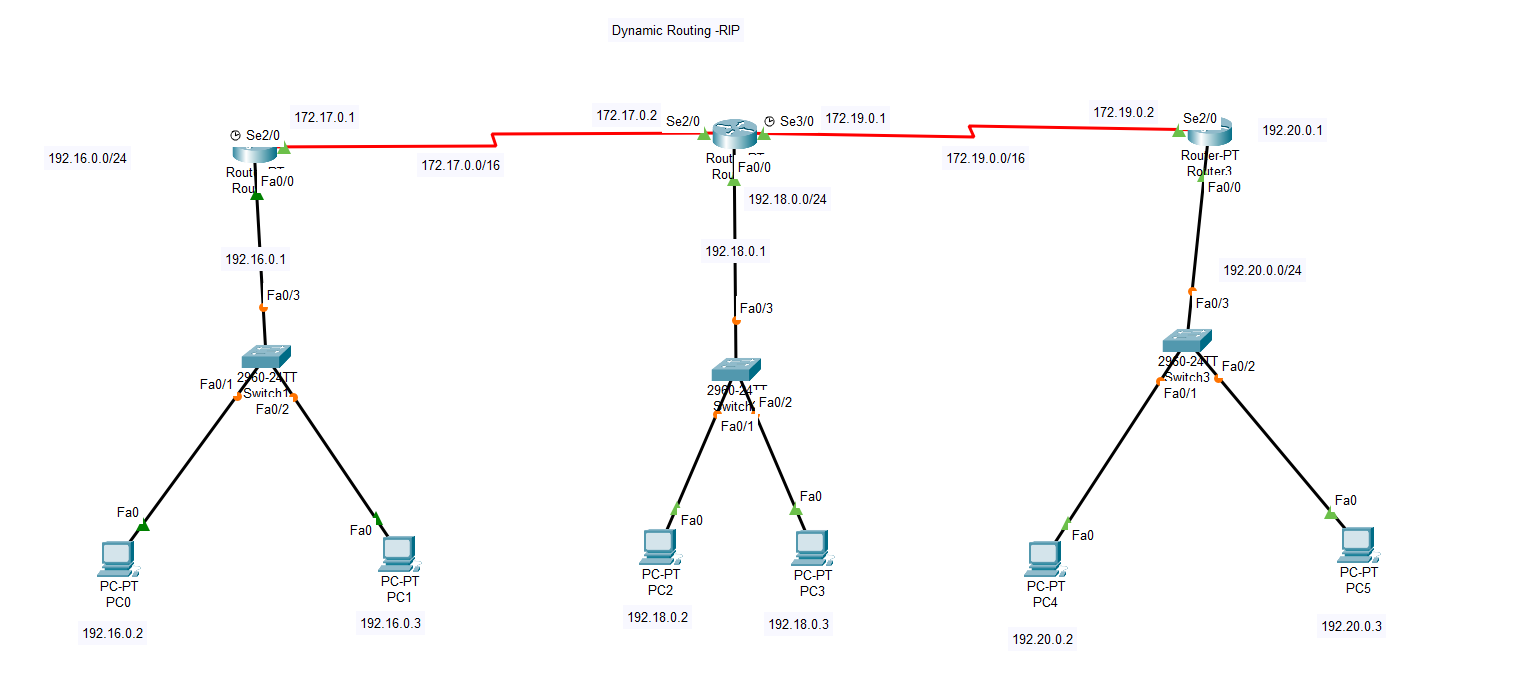 Dynamic Routing -RIP
172.17.0.1
172.17.0.2
172.19.0.1
172.19.0.2
192.20.0.1
Se2/0
Se2/0
Se3/0
Se2/0
192.16.0.0/24
172.17.0.0/16
172.19.0.0/16
Fa0/0
Fa0/0
Router-PT
Router3
Fa0/0
192.18.0.0/24
192.16.0.1
192.18.0.1
192.20.0.0/24
Fa0/3
Fa0/3
Fa0/3
2960-24TT
Switch1
Fa0/1
Fa0/2
2960-24TT
Fa0/2
Fa0/1
2960-24TT
Switch3
Fa0/2
Fa0/1
Fa0
Fa0
Fa0
Fa0
Fa0
Fa0
PC-PT
PC0
PC-PT
PC1
PC-PT
PC2
PC-PT
PC3
PC-PT
PC4
PC-PT
PC5
192.16.0.2
192.16.0.3
192.18.0.2
192.18.0.3
192.20.0.2
192.20.0.3